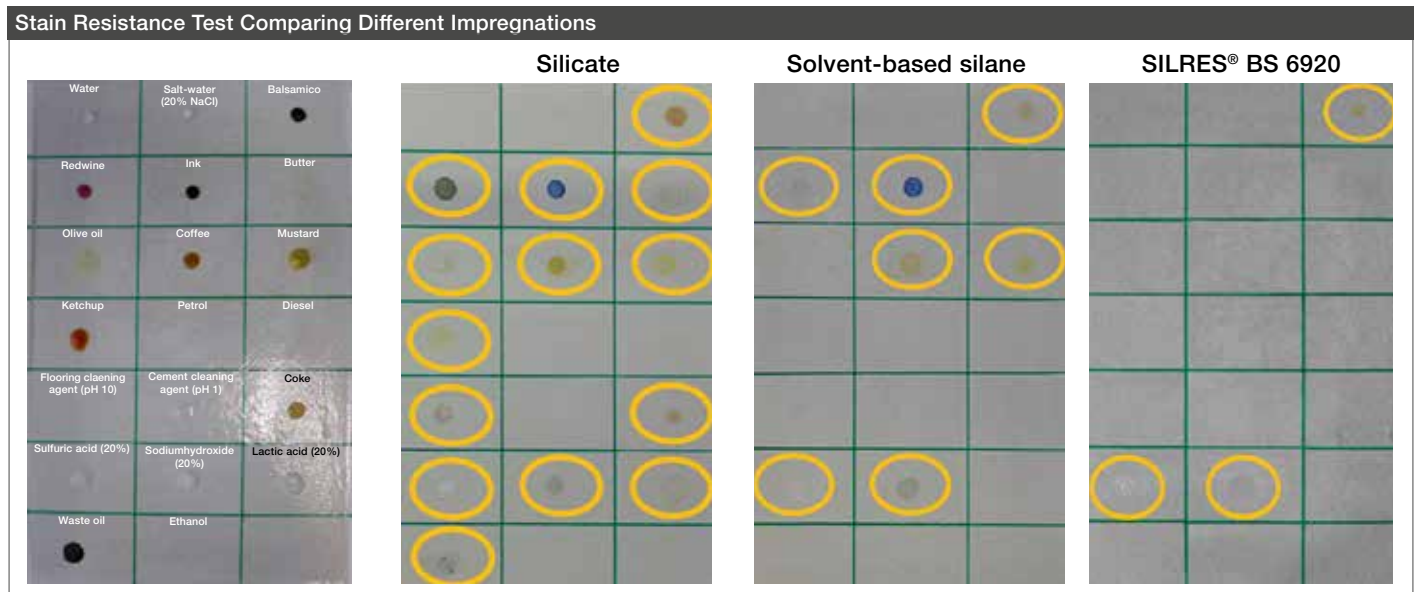 Stain Resistance Test Comparing Different Impregnations
Silicate
Solvent-based silane
SILRES® BS 6920
Water
Salt-water
(20% NaCl)
Balsamico
Redwine
Ink
Butter
Olive oil
Coffee
Mustard
Ketchup
Petrol
Diesel
Flooring claening
agent (pH 10)
Cement cleaning
agent (pH 1)
Coke
Sulfuric acid (20%)
Sodiumhydroxide
(20%)
Lactic acid (20%)
Waste oil
Ethanol